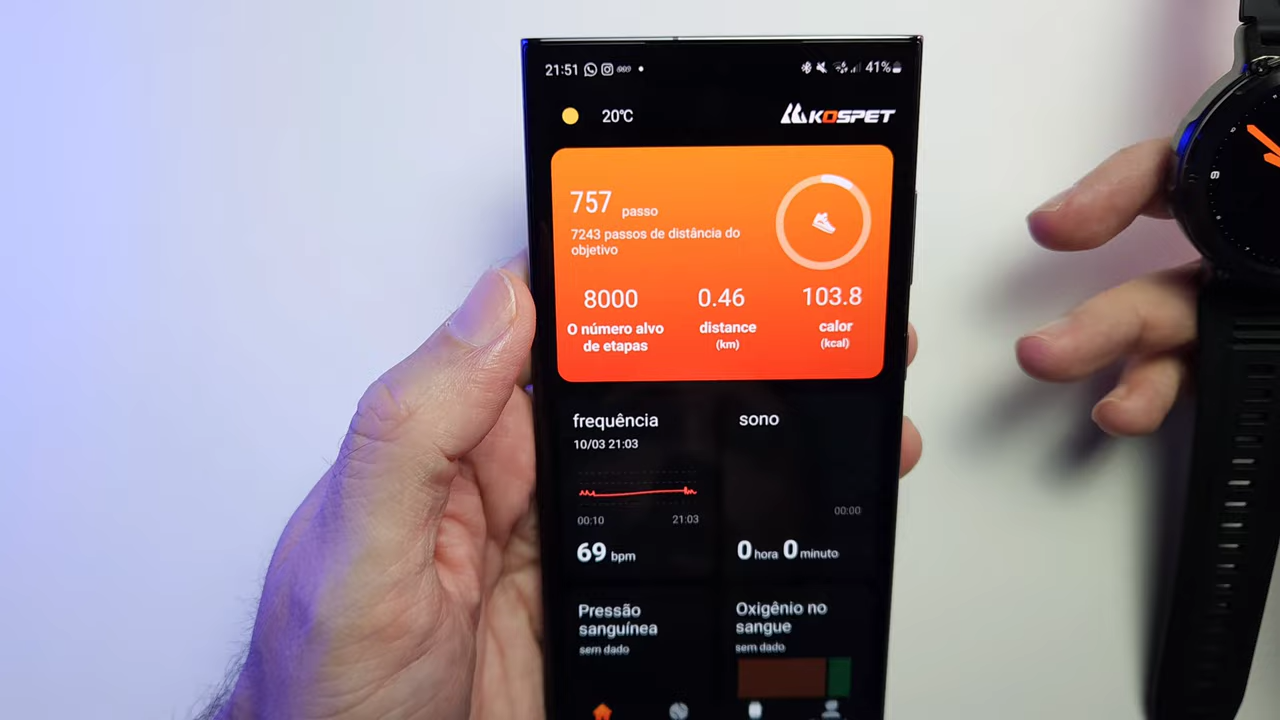 21:51 41%
20°C KOSPET
757 passo
7243 passos de distância do
objetivo
8000 0.46 103.8
O número alvo distance calor
de etapas (km) (kcal)
frequência sono
10/03 21:03
00:00
00:10 21:03
69 bpm 0 hora 0 minuto
Pressão Oxigênio no
sanguínea sangue
sem dado sem dado